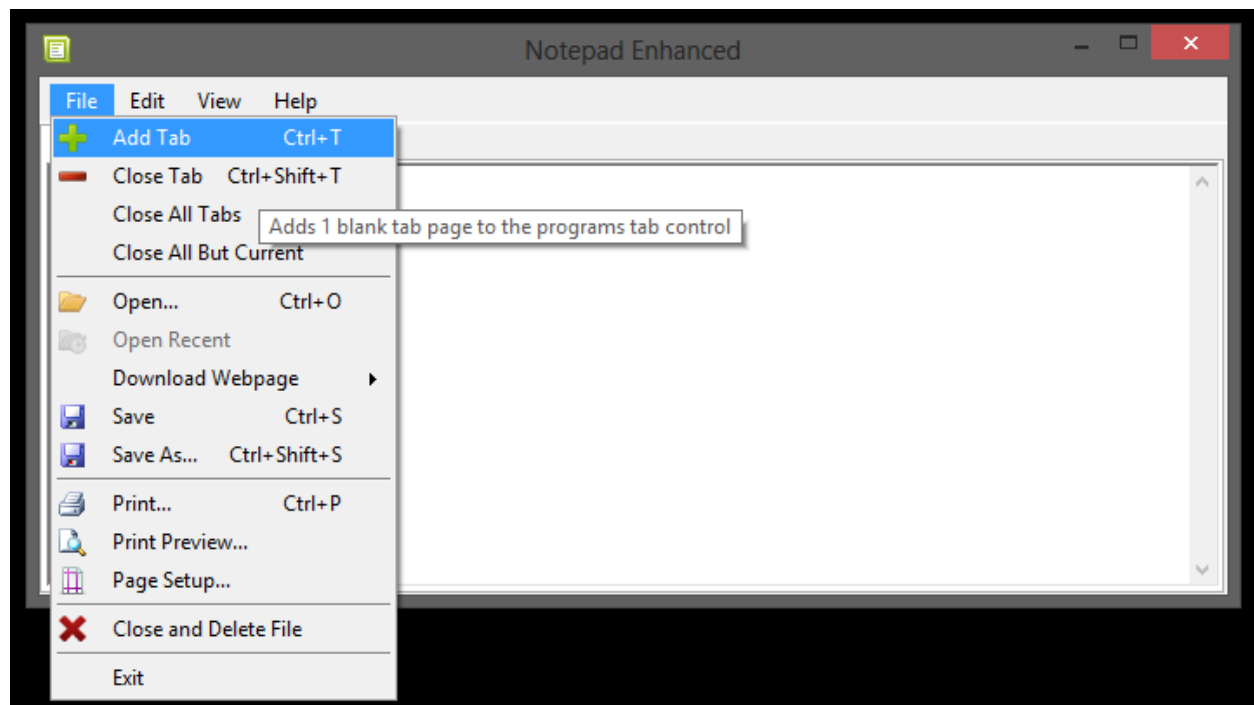 Notepad Enhanced
File Edit View Help
Add Tab Ctrl+T
Close Tab Ctrl+Shift+T
Close All Tabs
Adds 1 blank tab page to the programs tab control
Close All But Current
Open... Ctrl+O
Open Recent
Download Webpage
Save Ctrl+S
Save As... Ctrl+Shift+S
Print... Ctrl+P
Print Preview...
Page Setup...
Close and Delete File
Exit